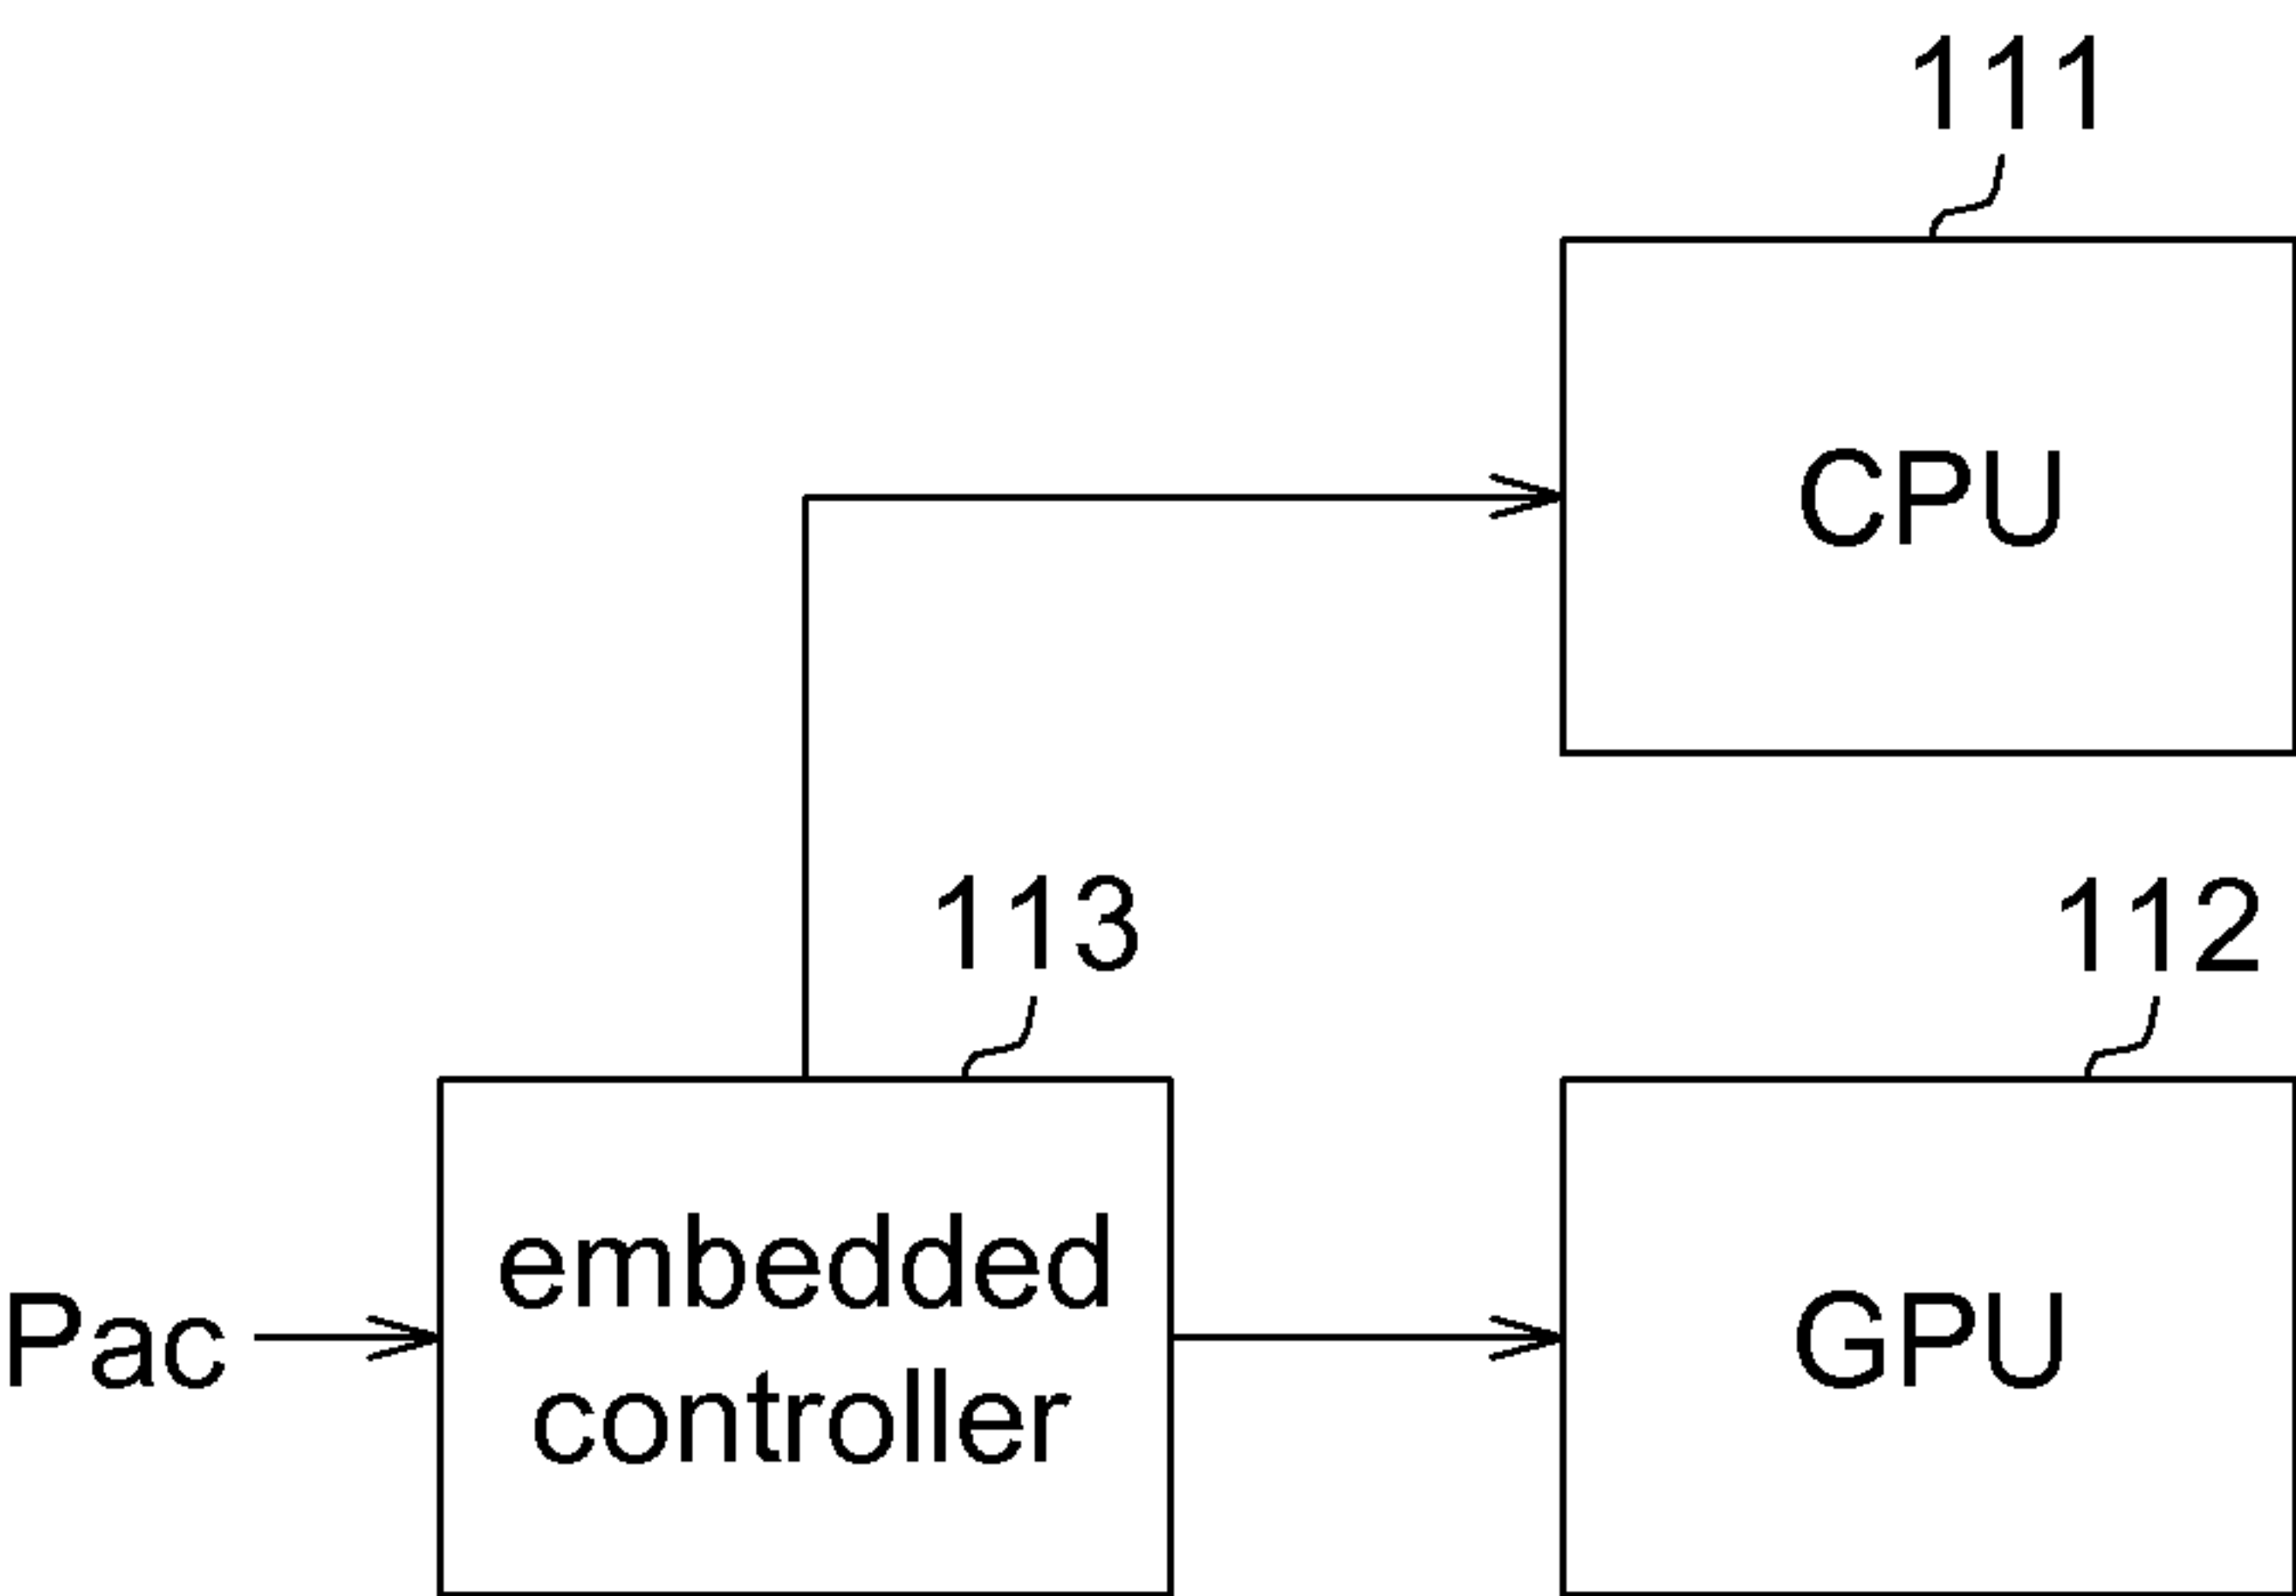 111
CPU
113
112
embedded
controller
Pac
GPU